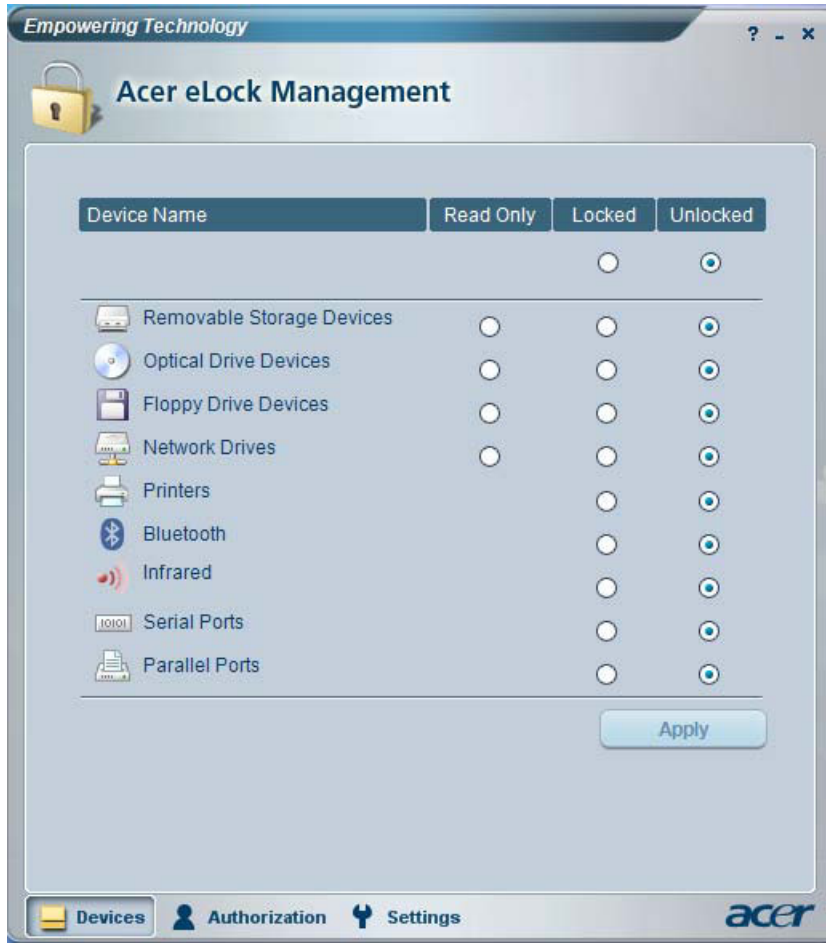 Empowering Technology
? - x
Acer eLock Management
Device Name Read Only Locked Unlocked
Removable Storage Devices
Optical Drive Devices
Floppy Drive Devices
Network Drives
Printers
Bluetooth
Infrared
10101 Serial Ports
Parallel Ports
Apply
Devices Authorization Settings acer